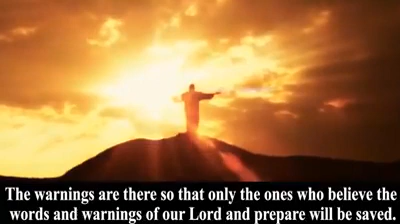 The warnings are there so that only the ones who believe the
words and warnings of our Lord and prepare will be saved.